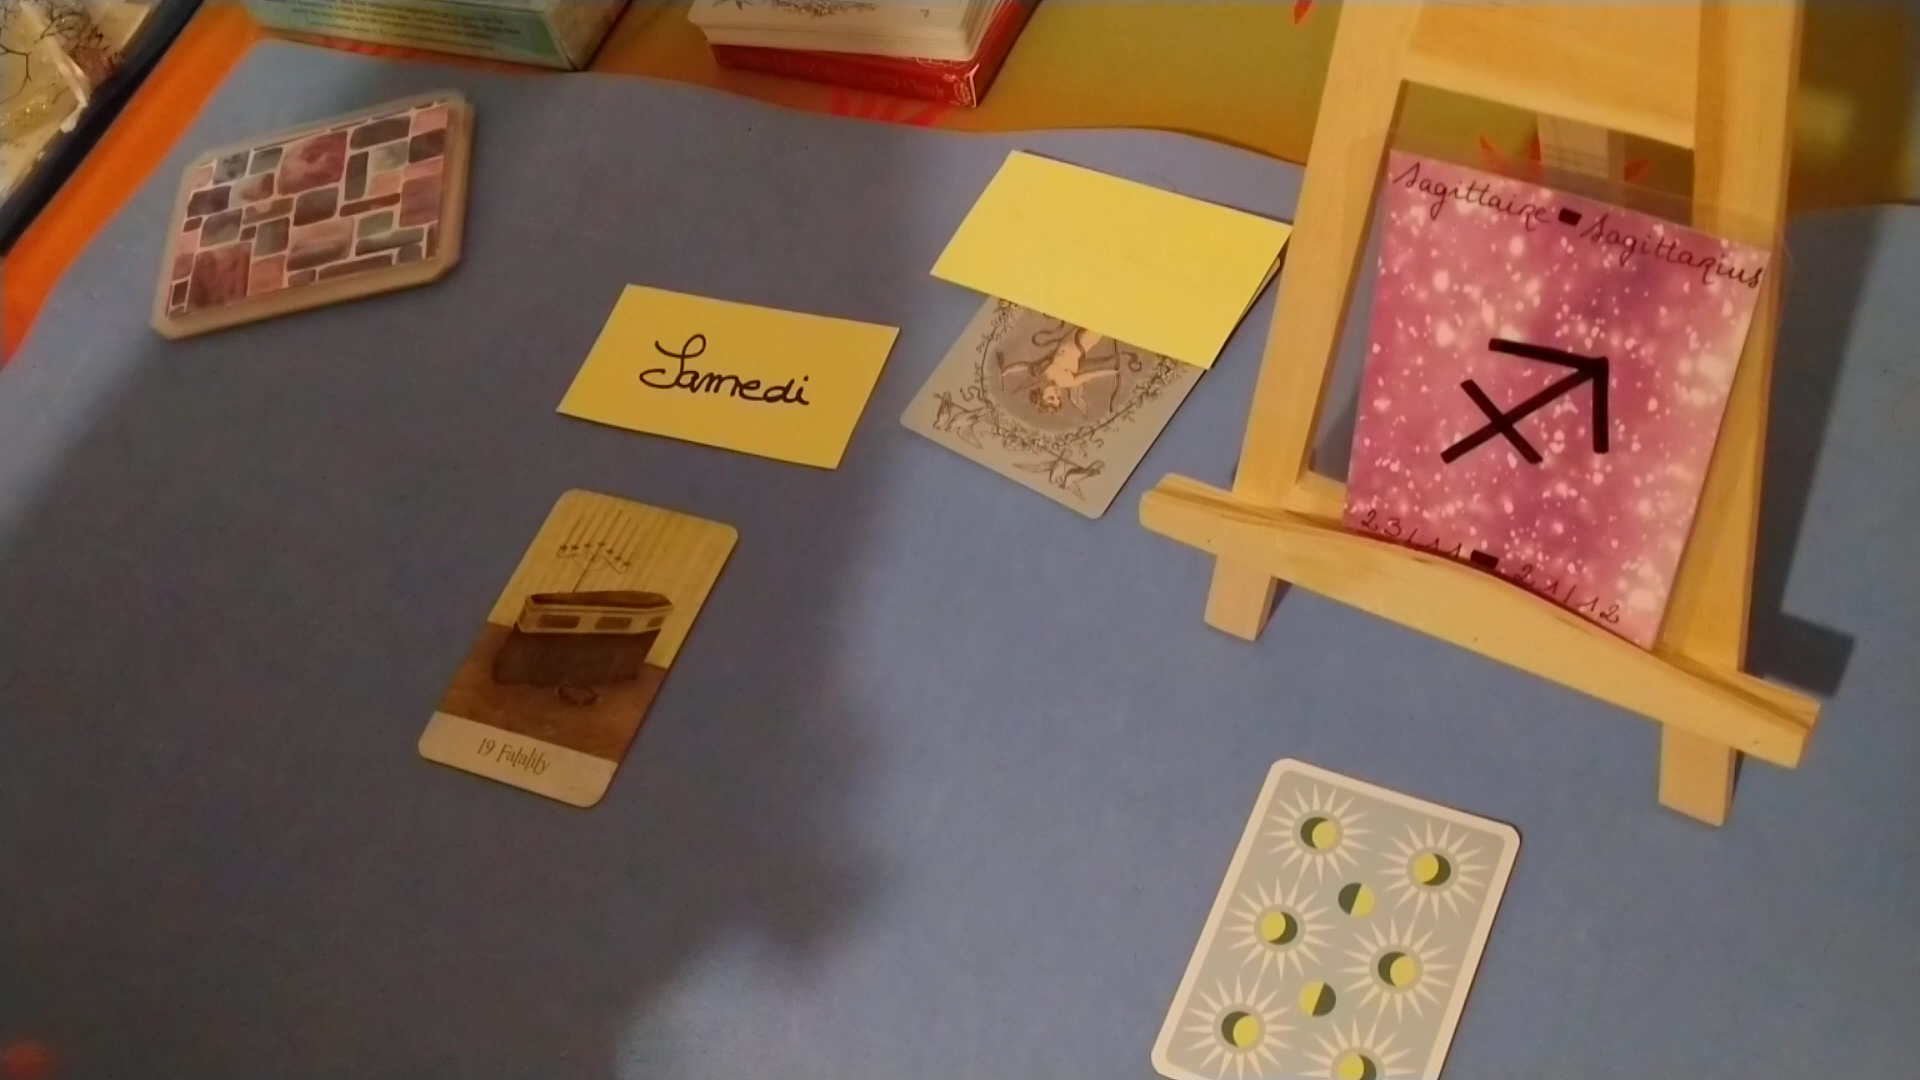 Sagittaire - Sagittarius
Samedi
23/11 - 21/12
19 Fatality